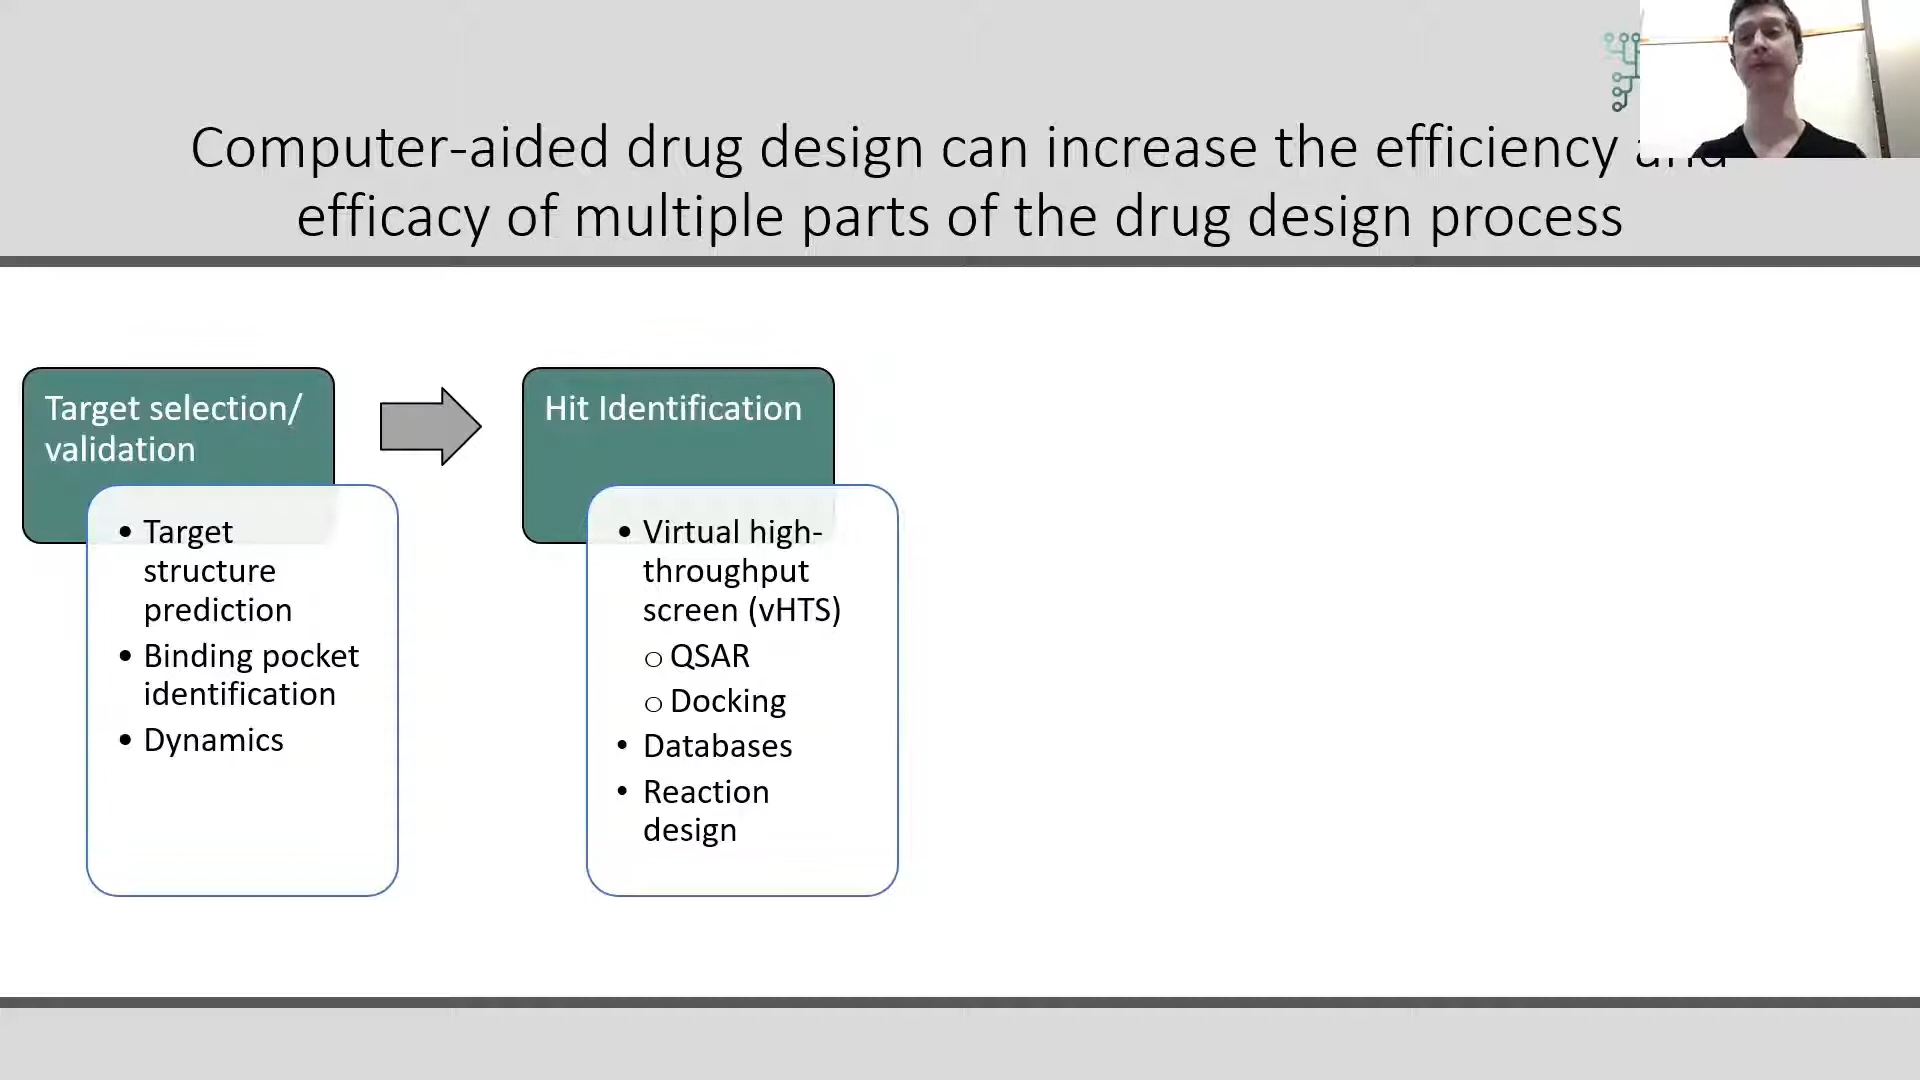 Computer-aided drug design can increase the efficiency and
efficacy of multiple parts of the drug design process
Target selection/
validation
• Target
structure
prediction
• Binding pocket
identification
• Dynamics
Hit Identification
• Virtual high-
throughput
screen (vHTS)
o QSAR
o Docking
• Databases
• Reaction
design